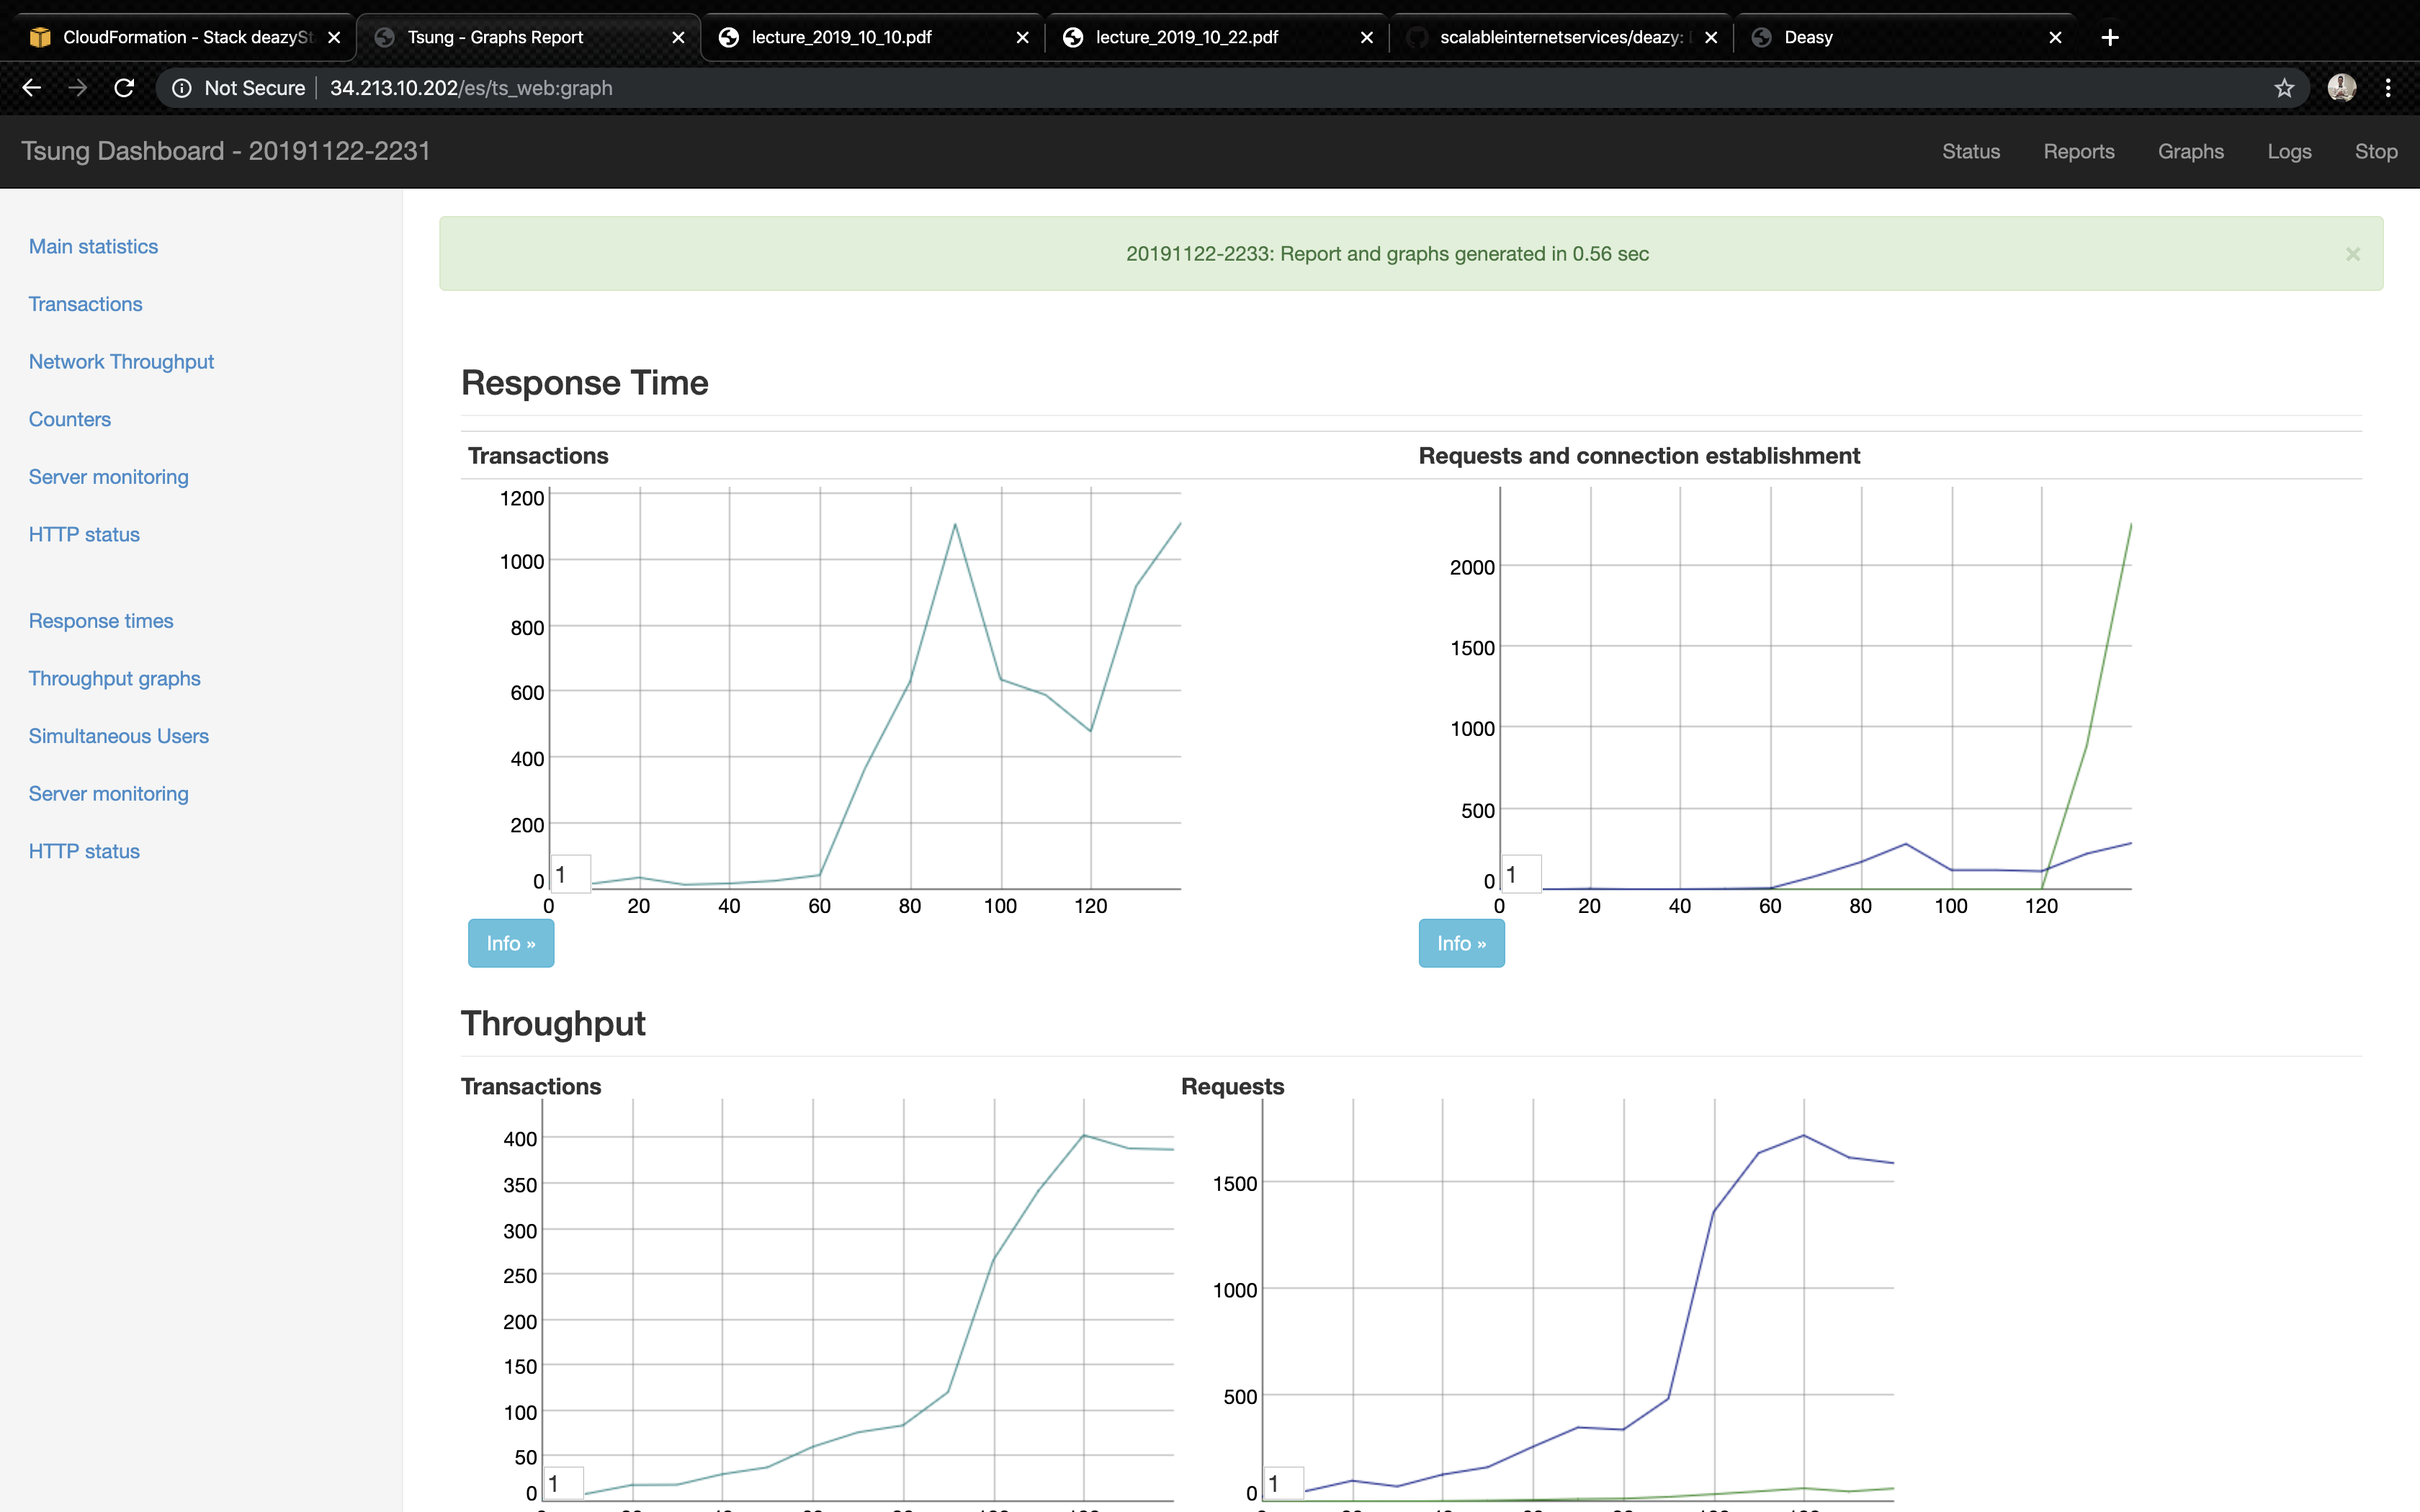 CloudFormation - Stack deazySt
Tsung - Graphs Report
lecture_2019_10_10.pdf
lecture_2019_10_22.pdf
scalableinternetservices/deazy:
Deasy
Not Secure
34.213.10.202/es/ts_web:graph
Tsung Dashboard - 20191122-2231
Status
Reports
Graphs
Logs
Stop
Main statistics
Transactions
Network Throughput
Counters
Server monitoring
HTTP status
Response times
Throughput graphs
Simultaneous Users
Server monitoring
HTTP status
20191122-2233: Report and graphs generated in 0.56 sec
×
Response Time
Transactions
1200
1000
800
600
400
200
0
1
0 20 40 60 80 100 120
Info »
Requests and connection establishment
2000
1500
1000
500
0
1
0 20 40 60 80 100 120
Info »
Throughput
Transactions
400
350
300
250
200
150
100
50
0
1
Requests
1500
1000
500
0
1